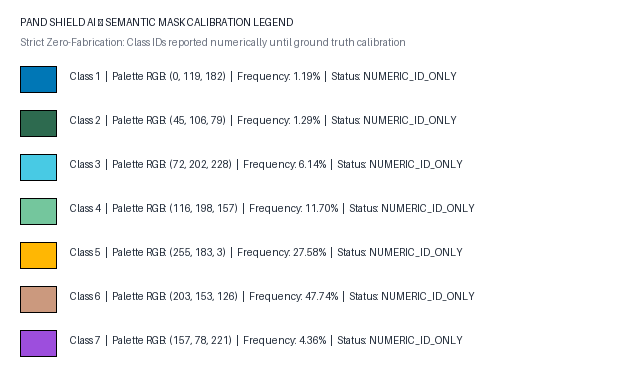 PAND SHIELD AI ▯ SEMANTIC MASK CALIBRATION LEGEND
Strict Zero-Fabrication: Class IDs reported numerically until ground truth calibration
Class 1 | Palette RGB: (0, 119, 182) | Frequency: 1.19% | Status: NUMERIC_ID_ONLY
Class 2 | Palette RGB: (45, 106, 79) | Frequency: 1.29% | Status: NUMERIC_ID_ONLY
Class 3 | Palette RGB: (72, 202, 228) | Frequency: 6.14% | Status: NUMERIC_ID_ONLY
Class 4 | Palette RGB: (116, 198, 157) | Frequency: 11.70% | Status: NUMERIC_ID_ONLY
Class 5 | Palette RGB: (255, 183, 3) | Frequency: 27.58% | Status: NUMERIC_ID_ONLY
Class 6 | Palette RGB: (203, 153, 126) | Frequency: 47.74% | Status: NUMERIC_ID_ONLY
Class 7 | Palette RGB: (157, 78, 221) | Frequency: 4.36% | Status: NUMERIC_ID_ONLY